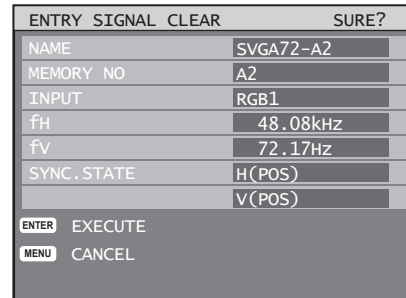 ENTRY SIGNAL CLEAR SURE?
NAME SVGA72-A2
MEMORY NO A2
INPUT RGB1
fH 48.08kHz
fV 72.17Hz
SYNC.STATE H(POS)
V(POS)
ENTER EXECUTE
MENU CANCEL